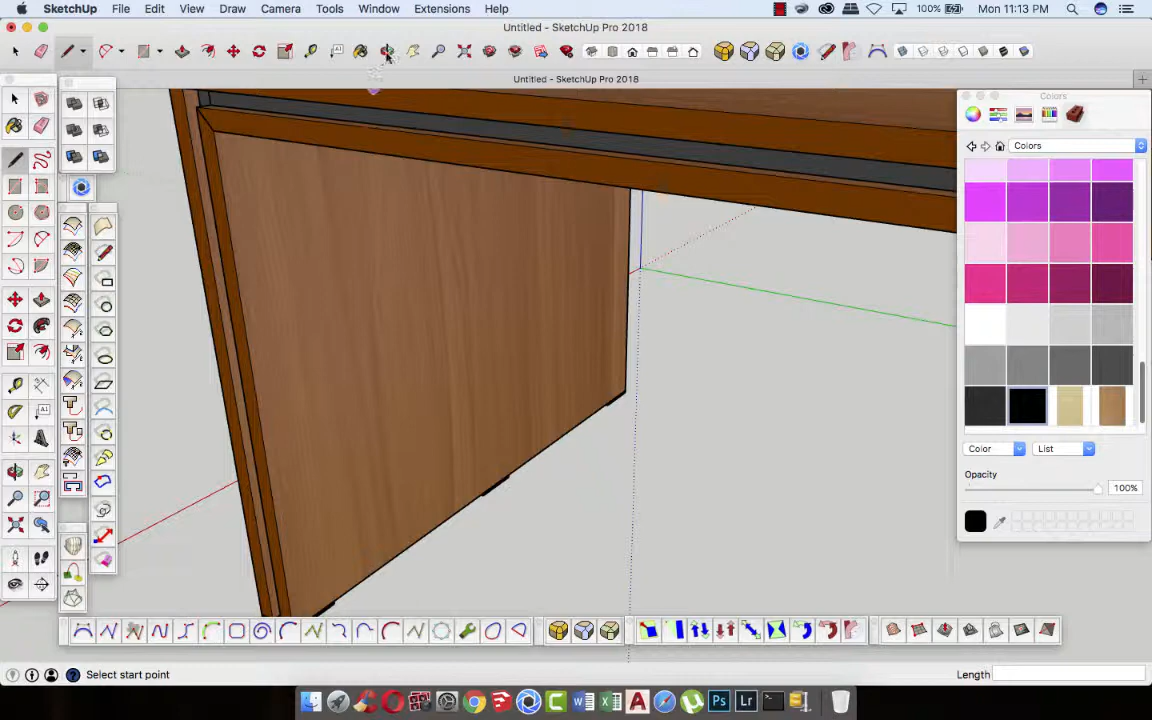 SketchUp File Edit View Draw Camera Tools Window Extensions Help 100% Mon 11:13 PM
Untitled - SketchUp Pro 2018
Untitled - SketchUp Pro 2018
Colors
Colors
Color List
Opacity
100%
Select start point Length